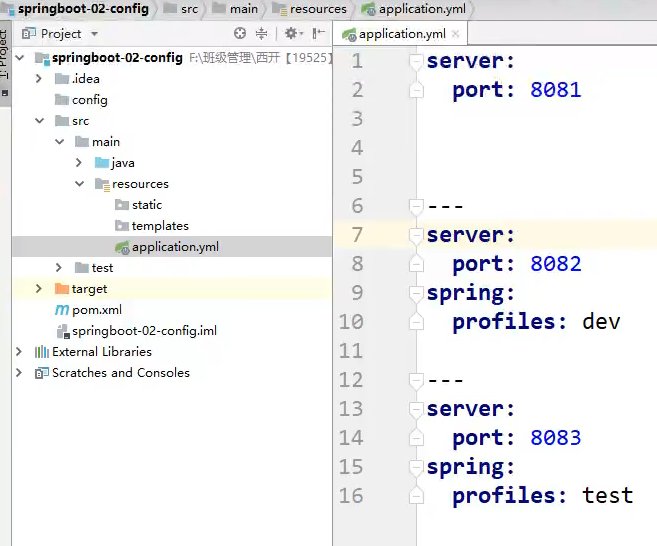 springboot-02-config src main resources application.yml
Project
application.yml
1: Project
springboot-02-config F:\班级管理\西开【19525】
.idea
config
src
main
java
resources
static
templates
application.yml
test
target
pom.xml
springboot-02-config.iml
External Libraries
Scratches and Consoles
1 server:
2 port: 8081
3
4
5
6 ---
7 server:
8 port: 8082
9 spring:
10 profiles: dev
11
12 ---
13 server:
14 port: 8083
15 spring:
16 profiles: test